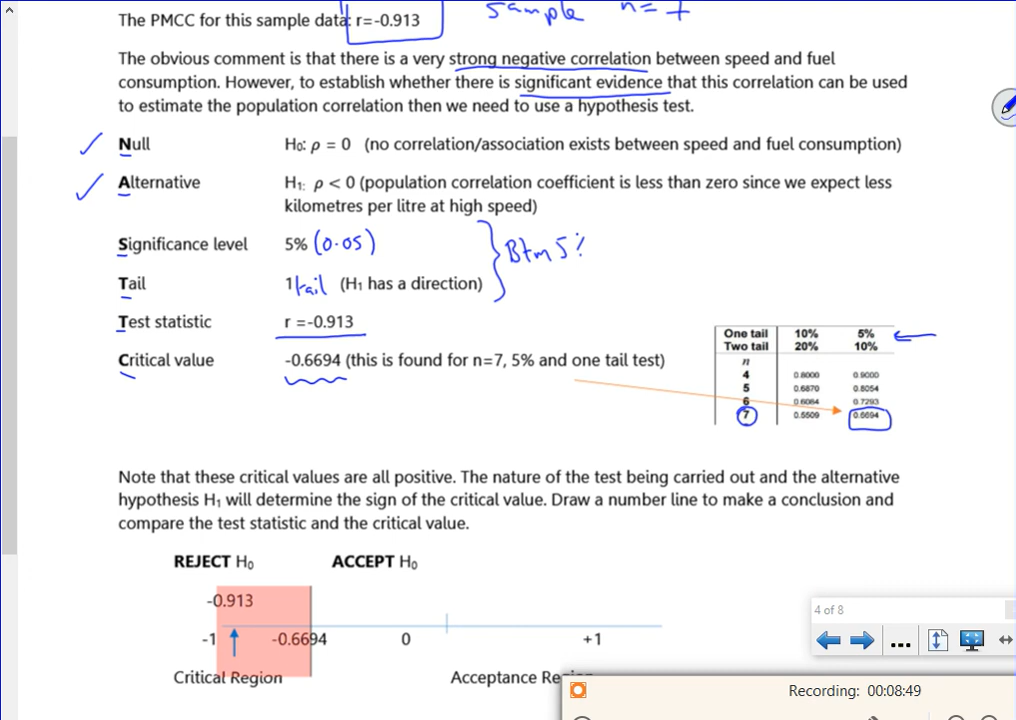 The PMCC for this sample data: r=-0.913 sample n=7
The obvious comment is that there is a very strong negative correlation between speed and fuel
consumption. However, to establish whether there is significant evidence that this correlation can be used
to estimate the population correlation then we need to use a hypothesis test.
Null H₀: ρ = 0 (no correlation/association exists between speed and fuel consumption)
Alternative H₁: ρ < 0 (population correlation coefficient is less than zero since we expect less
kilometres per litre at high speed)
Significance level 5% (0.05)
Btm 5%
Tail 1 tail (H₁ has a direction)
Test statistic r =-0.913
Critical value -0.6694 (this is found for n=7, 5% and one tail test)
One tail 10% 5%
Two tail 20% 10%
n
4 0.8000 0.9000
5 0.6870 0.8054
6 0.6084 0.7293
7 0.5509 0.6694
Note that these critical values are all positive. The nature of the test being carried out and the alternative
hypothesis H₁ will determine the sign of the critical value. Draw a number line to make a conclusion and
compare the test statistic and the critical value.
REJECT H₀ ACCEPT H₀
-0.913
-1 -0.6694 0 +1
Critical Region Acceptance Re
4 of 8
...
Recording: 00:08:49